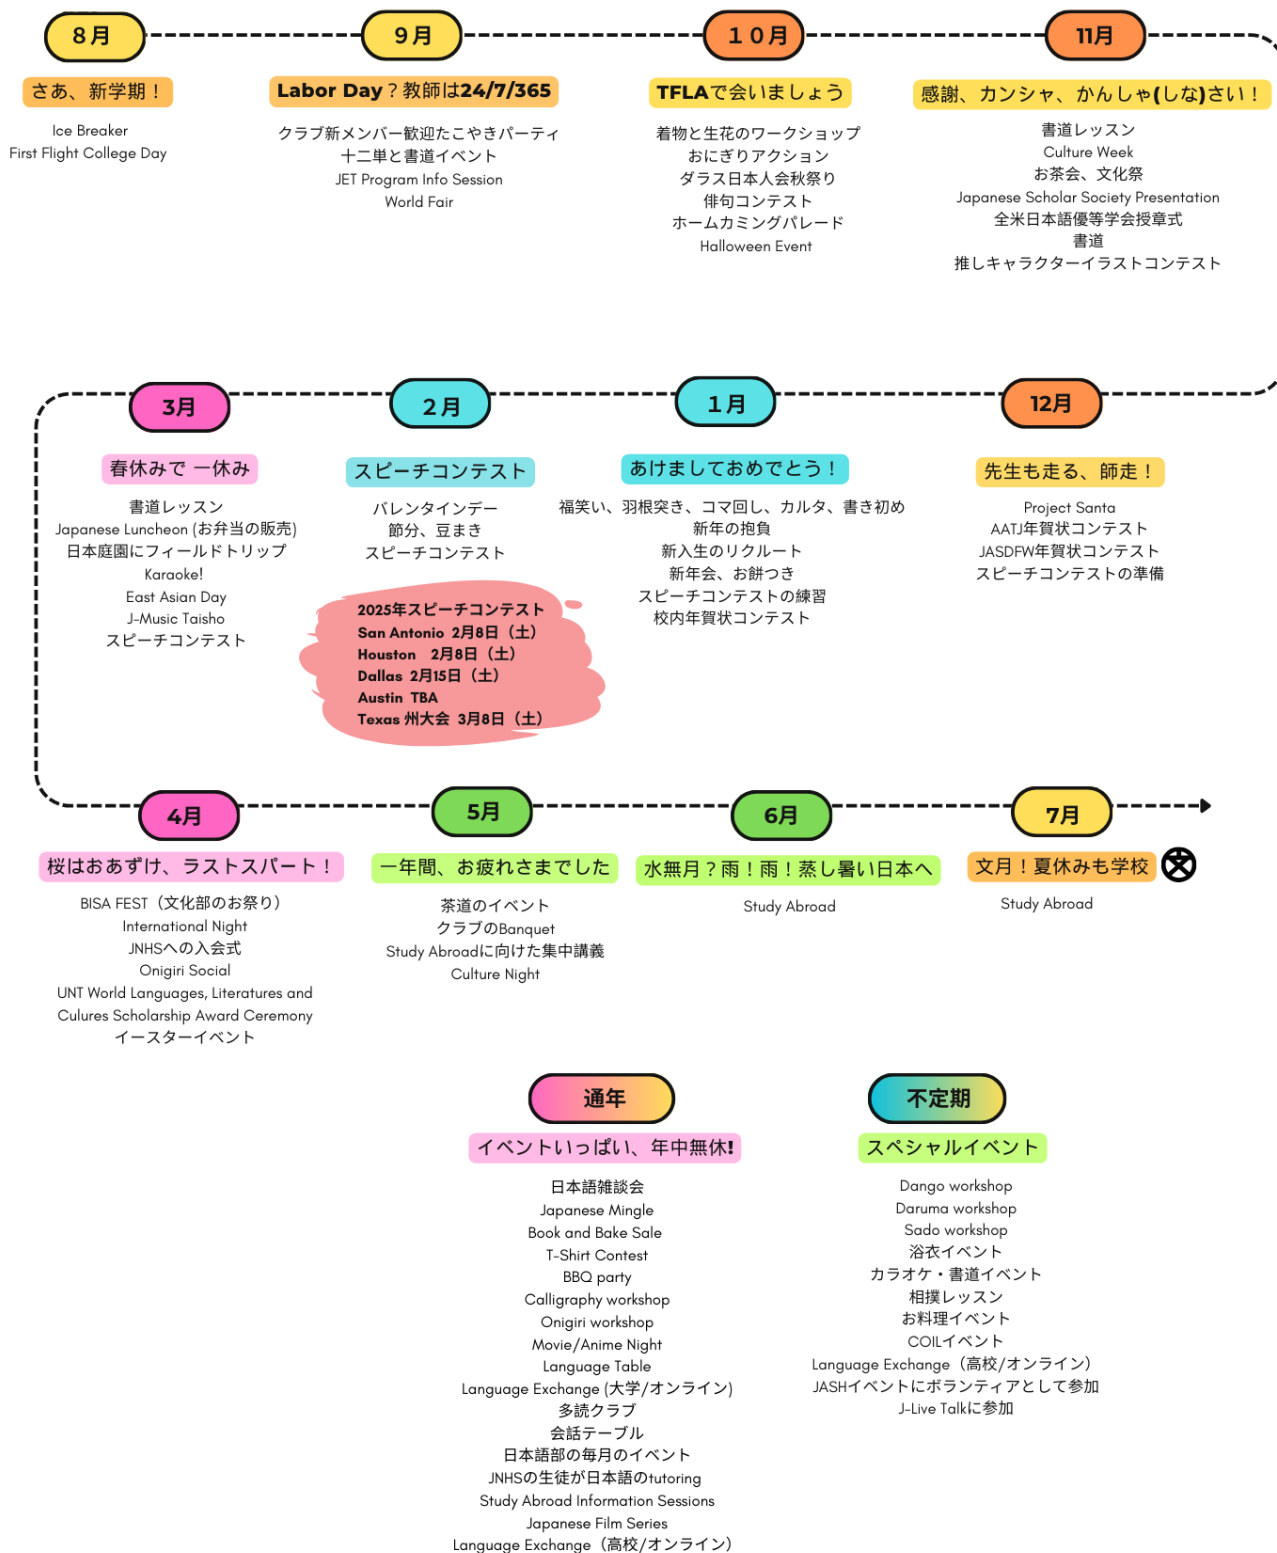 8月
さあ、新学期！
Ice Breaker
First Flight College Day
9月
Labor Day？教師は24/7/365
クラブ新メンバー歓迎たこやきパーティ
十二単と書道イベント
JET Program Info Session
World Fair
１０月
TFLAで会いましょう
着物と生花のワークショップ
おにぎりアクション
ダラス日本人会秋祭り
俳句コンテスト
ホームカミングパレード
Halloween Event
11月
感謝、カンシャ、かんしゃ(しな)さい！
書道レッスン
Culture Week
お茶会、文化祭
Japanese Scholar Society Presentation
全米日本語優等学会授章式
書道
推しキャラクターイラストコンテスト
12月
先生も走る、師走！
Project Santa
AATJ年賀状コンテスト
JASDFW年賀状コンテスト
スピーチコンテストの準備
１月
あけましておめでとう！
福笑い、羽根突き、コマ回し、カルタ、書き初め
新年の抱負
新入生のリクルート
新年会、お餅つき
スピーチコンテストの練習
校内年賀状コンテスト
２月
スピーチコンテスト
バレンタインデー
節分、豆まき
スピーチコンテスト
2025年スピーチコンテスト
San Antonio 2月8日（土）
Houston 2月8日（土）
Dallas 2月15日（土）
Austin TBA
Texas 州大会 3月8日（土）
3月
春休みで 一休み
書道レッスン
Japanese Luncheon (お弁当の販売)
日本庭園にフィールドトリップ
Karaoke!
East Asian Day
J-Music Taisho
スピーチコンテスト
4月
桜はおあずけ、ラストスパート！
BISA FEST（文化部のお祭り）
International Night
JNHSへの入会式
Onigiri Social
UNT World Languages, Literatures and
Culures Scholarship Award Ceremony
イースターイベント
5月
一年間、お疲れさまでした
茶道のイベント
クラブのBanquet
Study Abroadに向けた集中講義
Culture Night
6月
水無月？雨！雨！蒸し暑い日本へ
Study Abroad
7月
文月！夏休みも学校
文
Study Abroad
通年
イベントいっぱい、年中無休!
日本語雑談会
Japanese Mingle
Book and Bake Sale
T-Shirt Contest
BBQ party
Calligraphy workshop
Onigiri workshop
Movie/Anime Night
Language Table
Language Exchange (大学/オンライン)
多読クラブ
会話テーブル
日本語部の毎月のイベント
JNHSの生徒が日本語のtutoring
Study Abroad Information Sessions
Japanese Film Series
Language Exchange（高校/オンライン）
不定期
スペシャルイベント
Dango workshop
Daruma workshop
Sado workshop
浴衣イベント
カラオケ・書道イベント
相撲レッスン
お料理イベント
COILイベント
Language Exchange（高校/オンライン）
JASHイベントにボランティアとして参加
J-Live Talkに参加